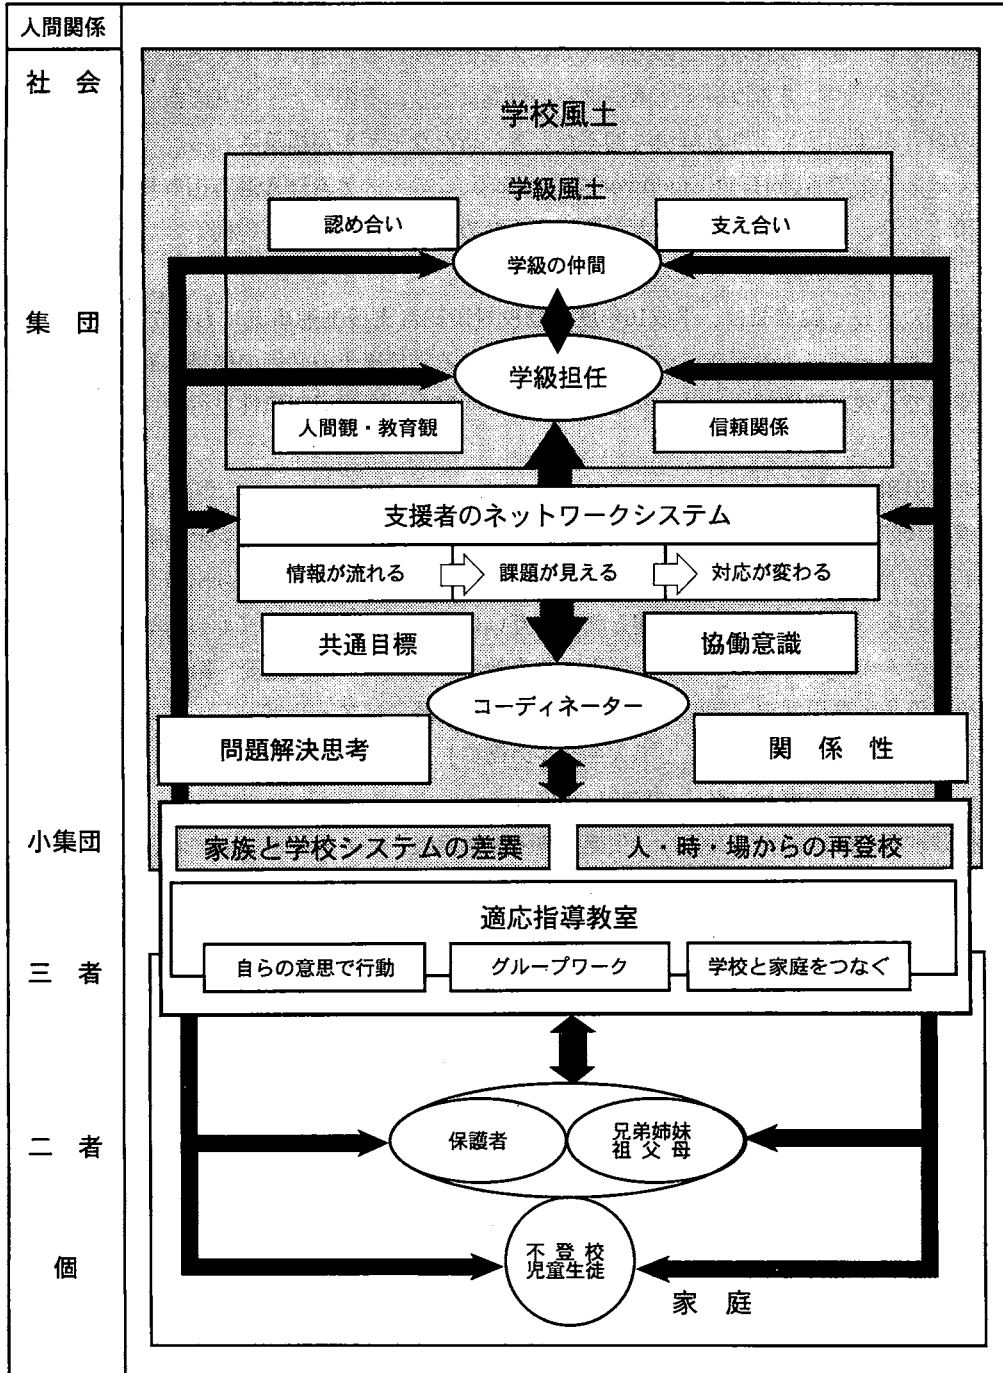 人間関係
社 会
学校風土
学級風土
認め合い
支え合い
学級の仲間
集 団
学級担任
人間観・教育観
信頼関係
支援者のネットワークシステム
情報が流れる
課題が見える
対応が変わる
共通目標
協働意識
コーディネーター
問題解決思考
関 係 性
小集団
家族と学校システムの差異
人・時・場からの再登校
適応指導教室
三 者
自らの意思で行動
グループワーク
学校と家庭をつなぐ
二 者
保護者
兄弟姉妹
祖 父 母
個
不 登 校
児童生徒
家 庭